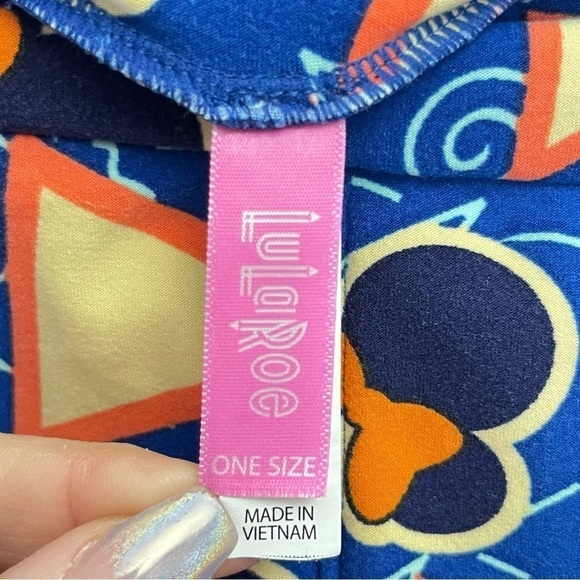 LuLaRoe
ONE SIZE
MADE IN
VIETNAM